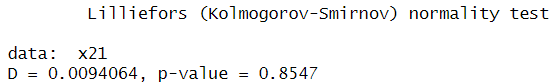 Lilliefors (Kolmogorov-Smirnov) normality test
data:  x21
D = 0.0094064, p-value = 0.8547